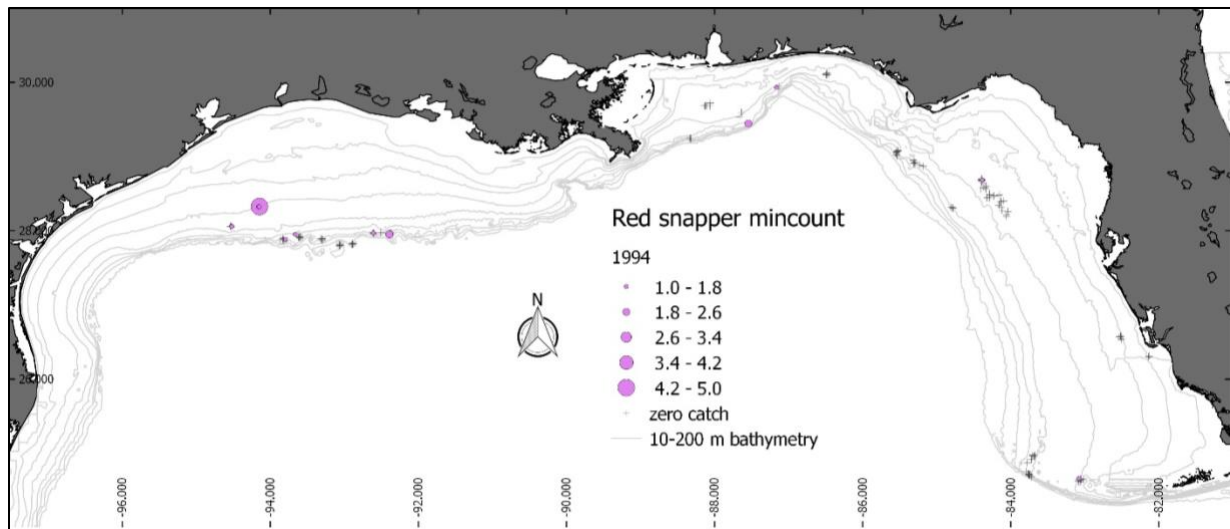 30.000
28.000
26.000
Red snapper mincount
1994
1.0 - 1.8
1.8 - 2.6
2.6 - 3.4
3.4 - 4.2
4.2 - 5.0
zero catch
10-200 m bathymetry
N
-96.000
-94.000
-92.000
-90.000
-88.000
-86.000
-84.000
-82.000